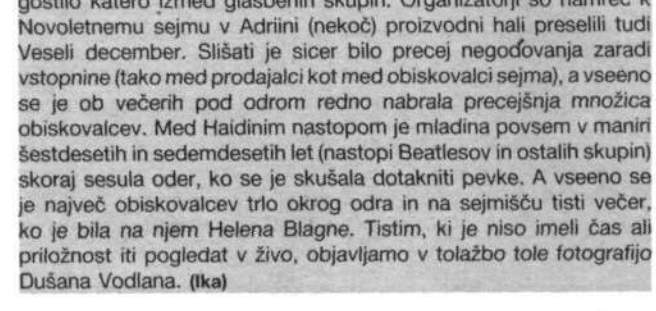 gostilo katero izmed glasbenih skupin. Organizatorji so namreč k
Novoletnemu sejmu v Adriini (nekoč) proizvodni hali preselili tudi
Veseli december. Slišati je sicer bilo precej negodovanja zaradi
vstopnine (tako med prodajalci kot med obiskovalci sejma), a vseeno
se je ob večerih pod odrom redno nabrala precejšnja množica
obiskovalcev. Med Haidinim nastopom je mladina povsem v maniri
šestdesetih in sedemdesetih let (nastopi Beatlesov in ostalih skupin)
skoraj sesula oder, ko se je skušala dotakniti pevke. A vseeno se
je največ obiskovalcev trlo okrog odra in na sejmišču tisti večer,
ko je bila na njem Helena Blagne. Tistim, ki je niso imeli čas ali
priložnost iti pogledat v živo, objavljamo v tolažbo tole fotografijo
Dušana Vodlana. (Ika)